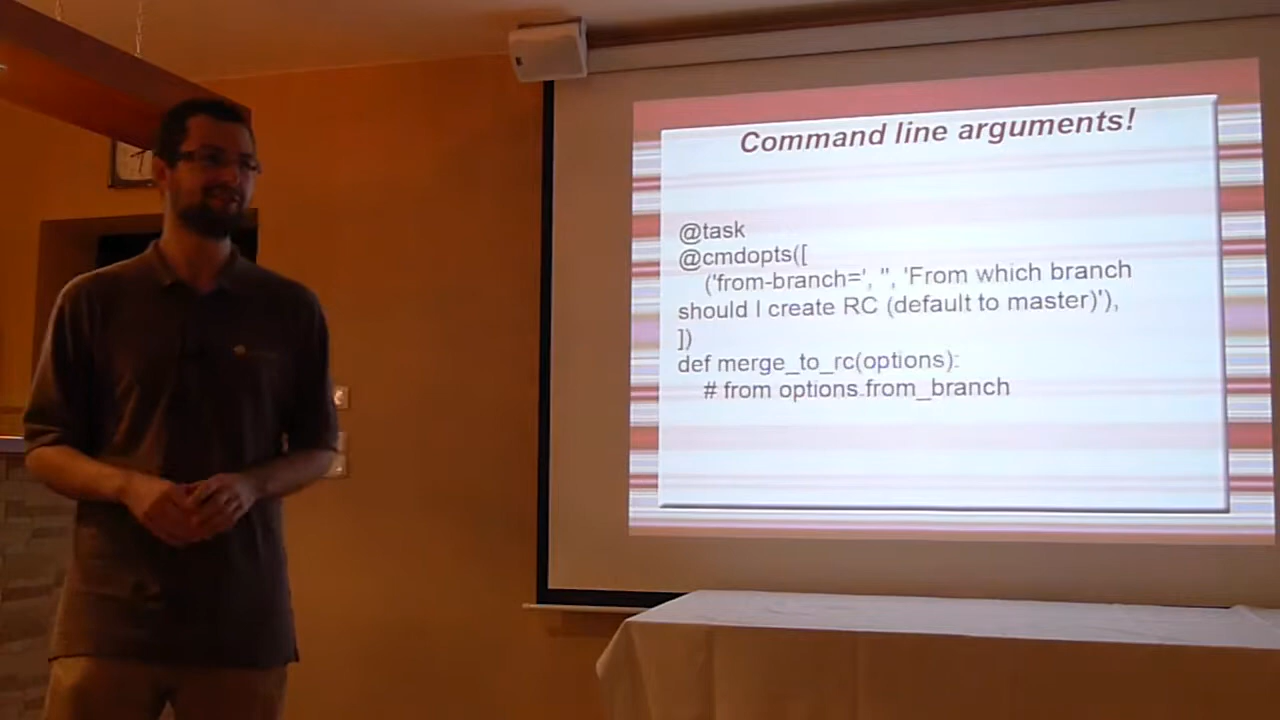 Command line arguments!
@task
@cmdopts([
('from-branch=', '', 'From which branch
should I create RC (default to master)'),
])
def merge_to_rc(options):
# from options.from_branch